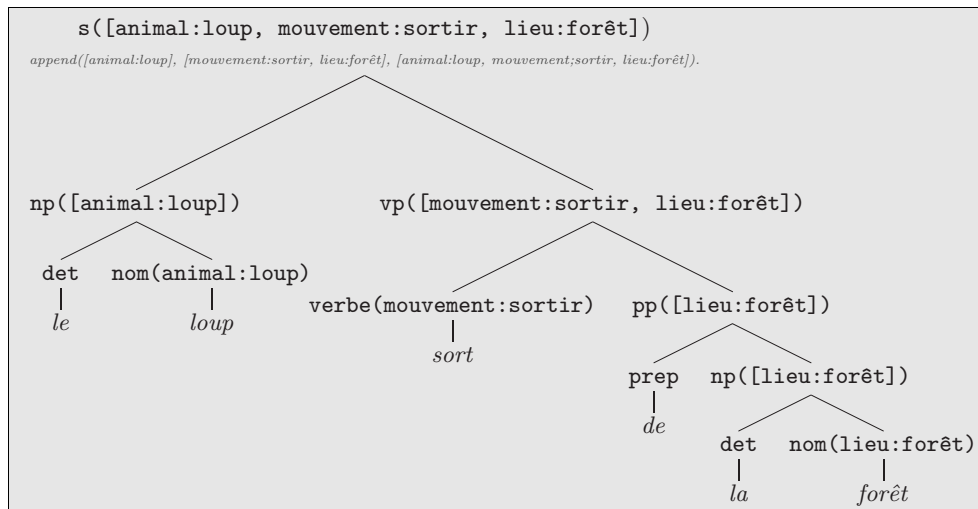 s([animal:loup, mouvement:sortir, lieu:forêt])
append([animal:loup], [mouvement:sortir, lieu:forêt], [animal:loup, mouvement;sortir, lieu:forêt]).
np([animal:loup]) vp([mouvement:sortir, lieu:forêt])
det nom(animal:loup)
verbe(mouvement:sortir) pp([lieu:forêt])
le loup
sort
prep np([lieu:forêt])
de
det nom(lieu:forêt)
la forêt